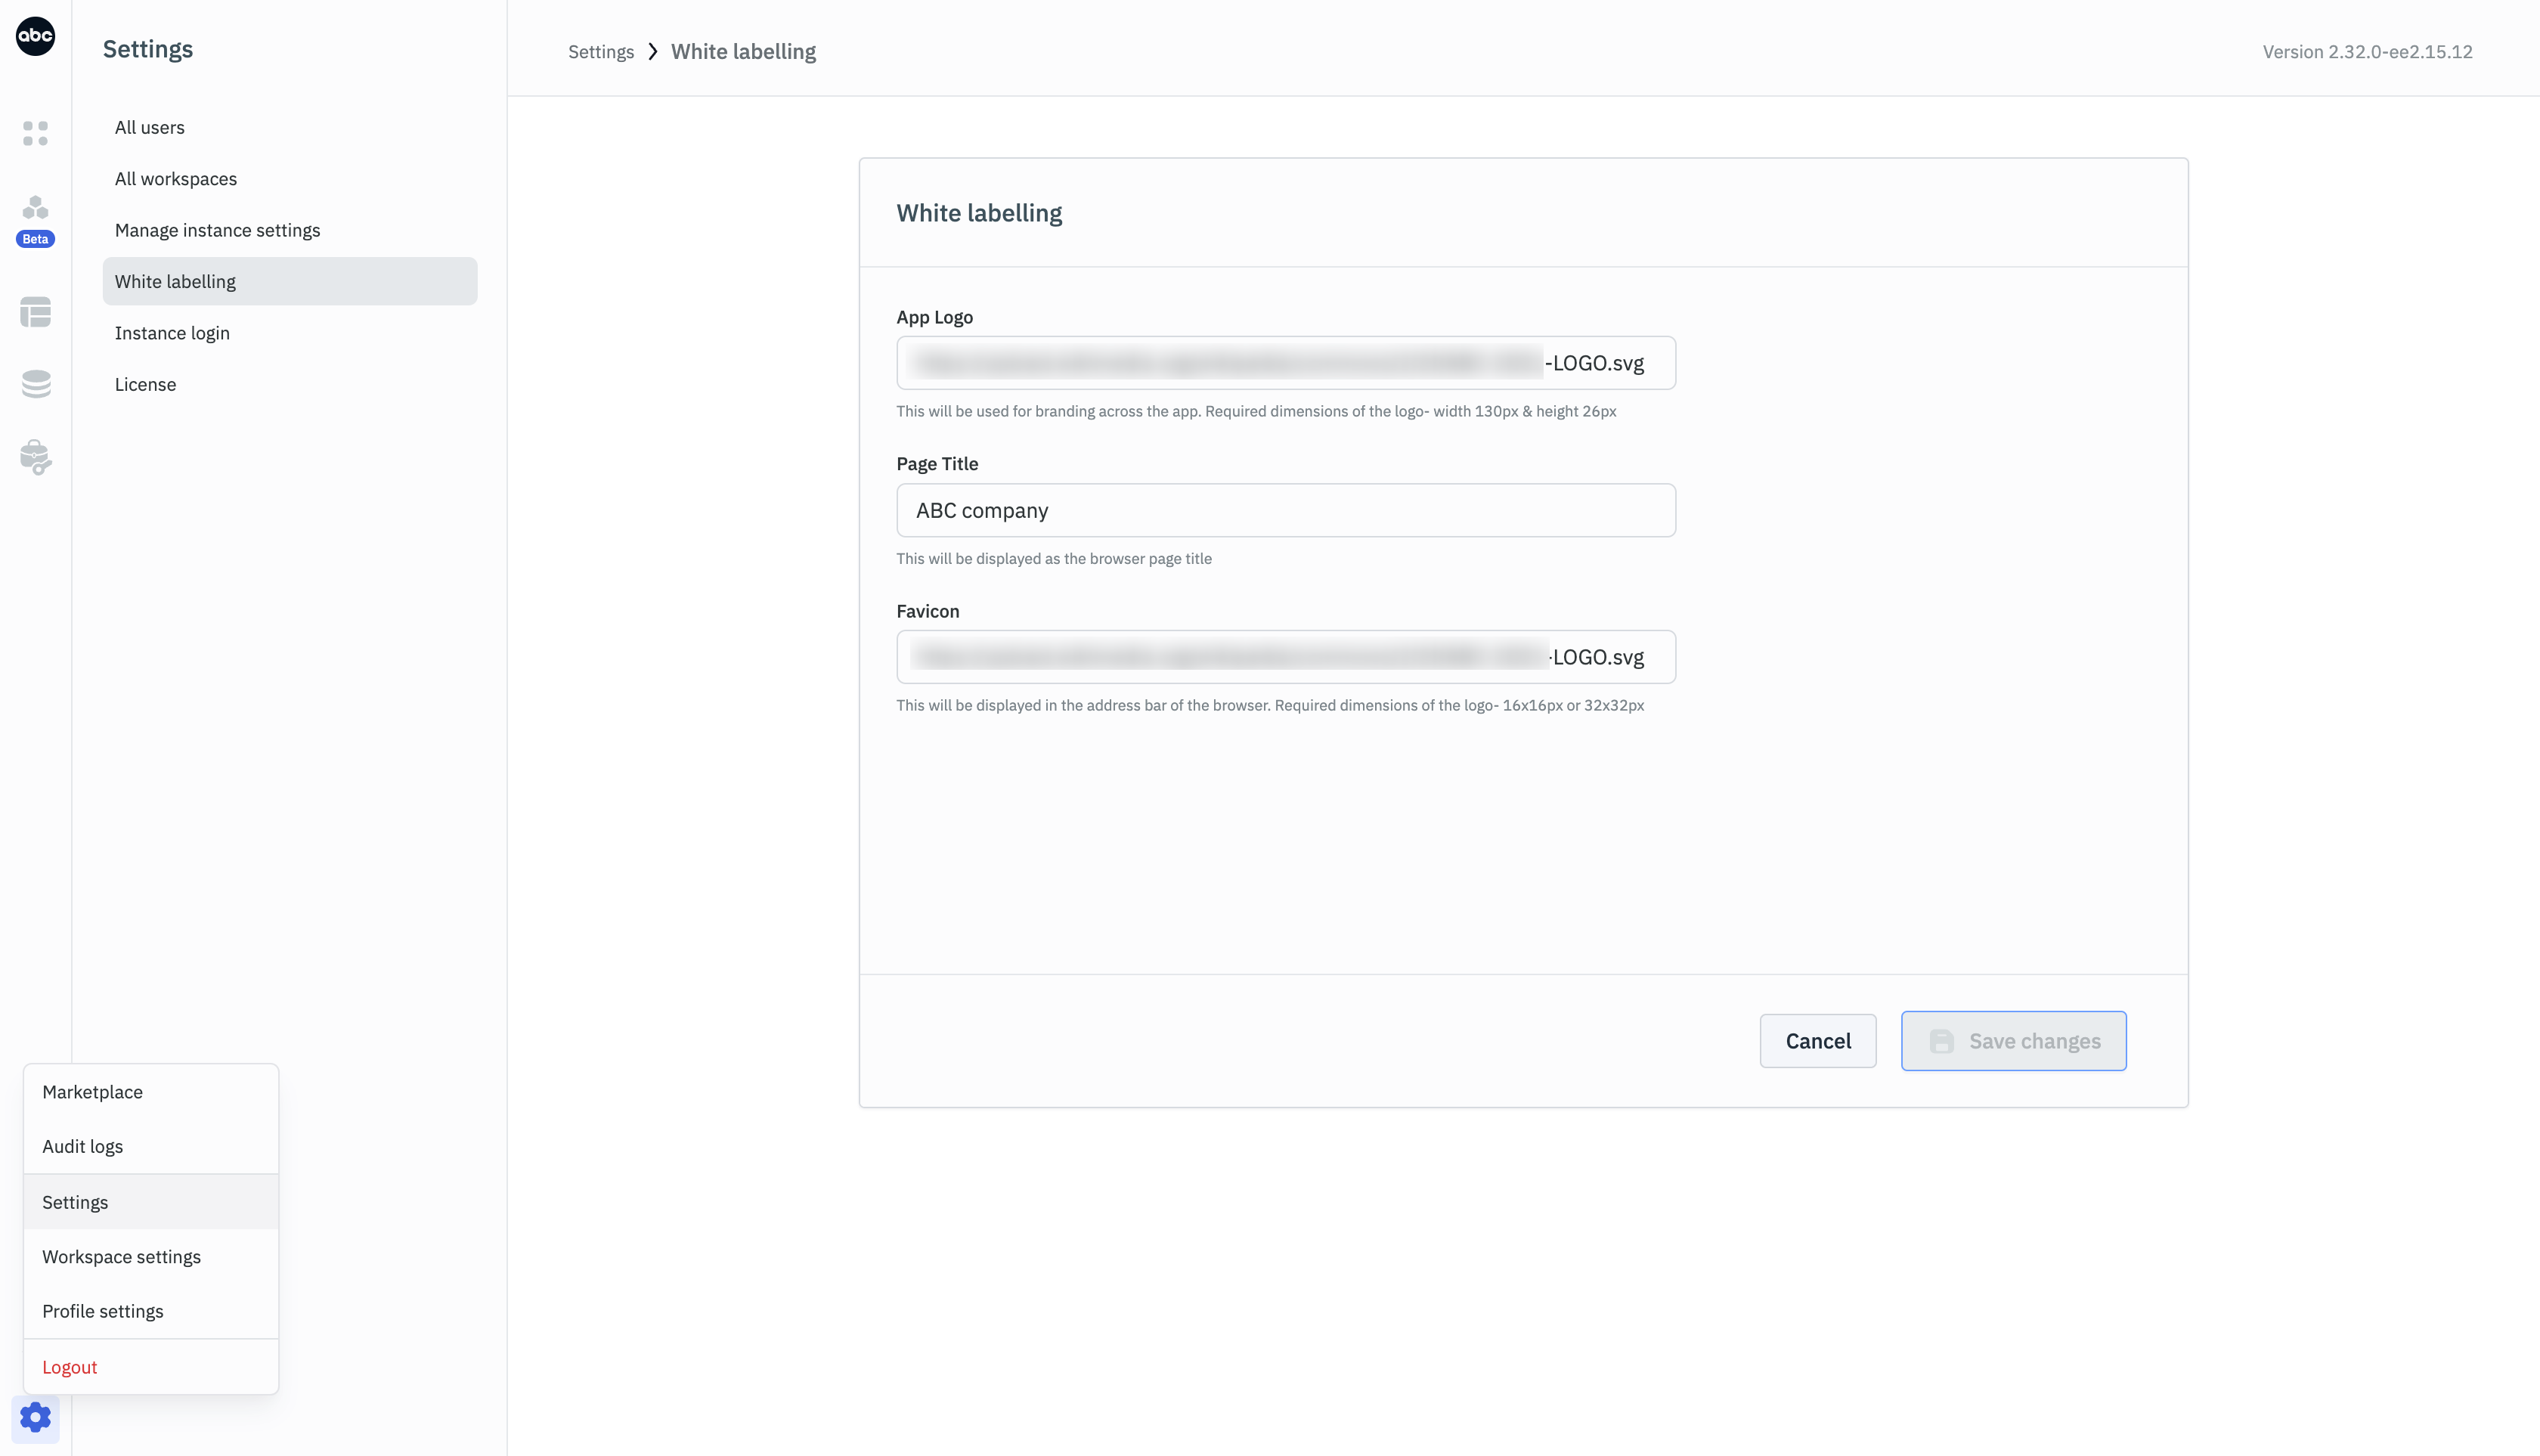 abc
Settings
Settings
White labelling
Version 2.32.0-ee2.15.12
All users
All workspaces
Manage instance settings
White labelling
Instance login
License
Beta
White labelling
App Logo
-LOGO.svg
This will be used for branding across the app. Required dimensions of the logo- width 130px & height 26px
Page Title
ABC company
This will be displayed as the browser page title
Favicon
-LOGO.svg
This will be displayed in the address bar of the browser. Required dimensions of the logo- 16x16px or 32x32px
Cancel
Save changes
Marketplace
Audit logs
Settings
Workspace settings
Profile settings
Logout